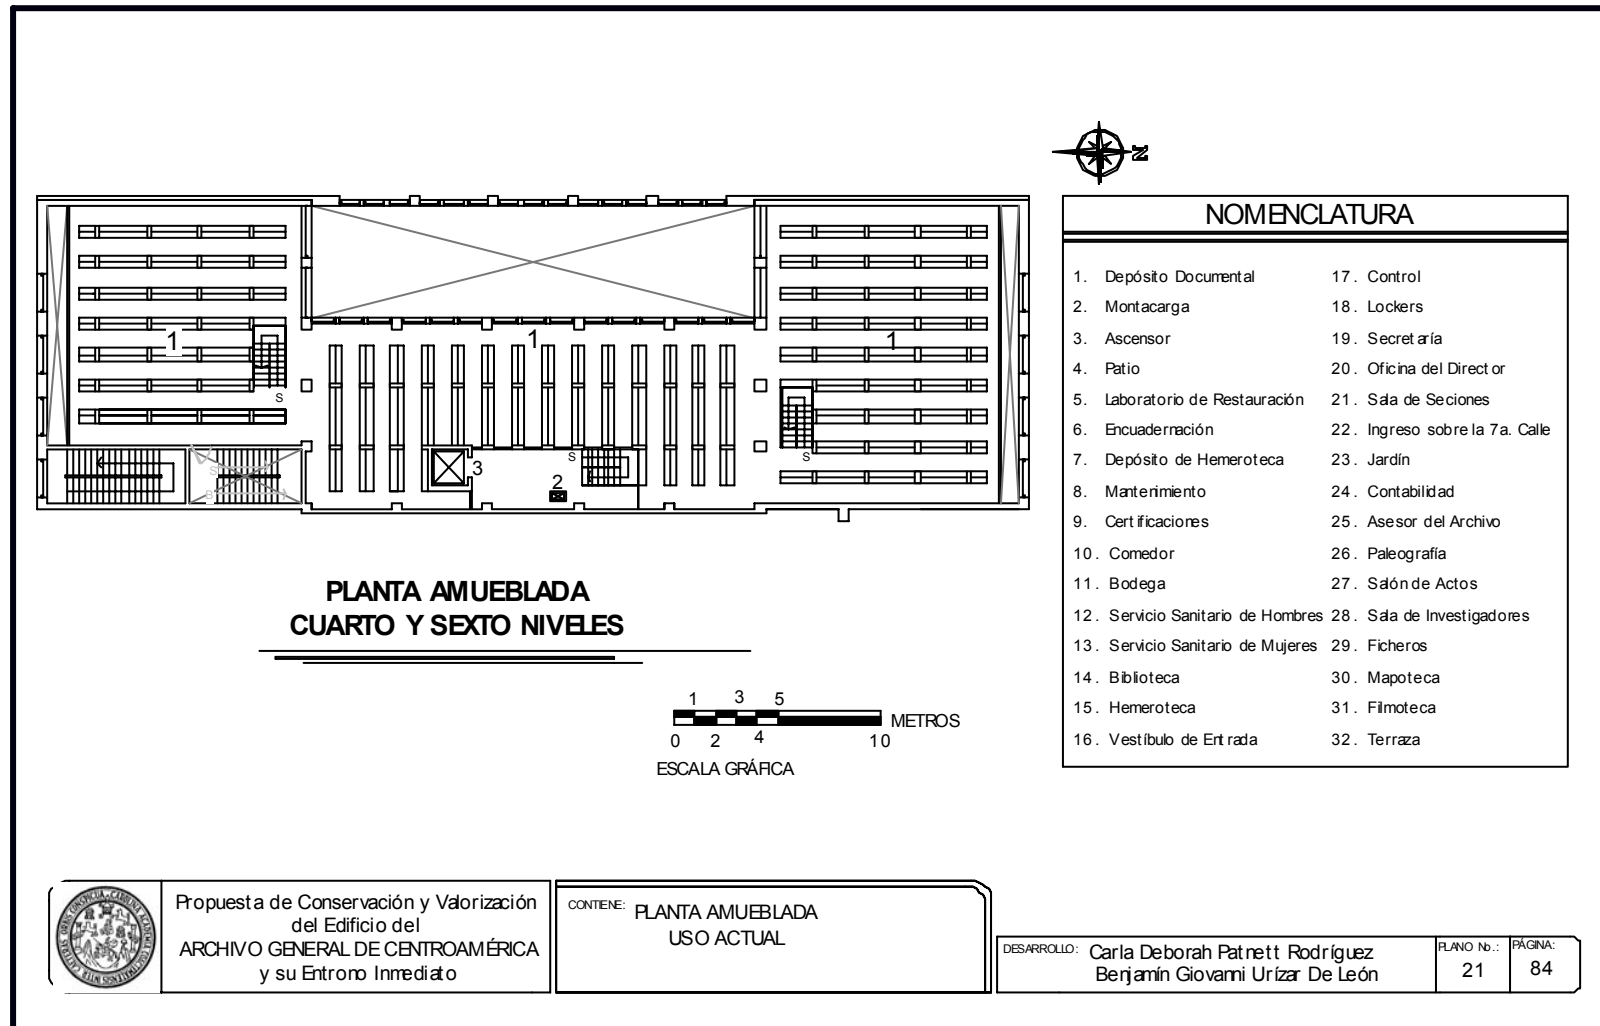 N
1
1
1
S
S
S
S
S
3
2
PLANTA AMUEBLADA
CUARTO Y SEXTO NIVELES
1 3 5
METROS
0 2 4 10
ESCALA GRÁFICA
NOMENCLATURA
1. Depósito Documental
2. Montacarga
3. Ascensor
4. Patio
5. Laboratorio de Restauración
6. Encuadernación
7. Depósito de Hemeroteca
8. Mantenimiento
9. Certificaciones
10. Comedor
11. Bodega
12. Servicio Sanitario de Hombres
13. Servicio Sanitario de Mujeres
14. Biblioteca
15. Hemeroteca
16. Vestíbulo de Entrada
17. Control
18. Lockers
19. Secretaría
20. Oficina del Director
21. Sala de Seciones
22. Ingreso sobre la 7a. Calle
23. Jardín
24. Contabilidad
25. Asesor del Archivo
26. Paleografía
27. Salón de Actos
28. Sala de Investigadores
29. Ficheros
30. Mapoteca
31. Filmoteca
32. Terraza
Propuesta de Conservación y Valorización
del Edificio del
ARCHIVO GENERAL DE CENTROAMÉRICA
y su Entrono Inmediato
CONTIENE: PLANTA AMUEBLADA
USO ACTUAL
DESARROLLO: Carla Deborah Patnett Rodríguez
Benjamín Giovanni Urízar De León
PLANO No.:
21
PÁGINA:
84